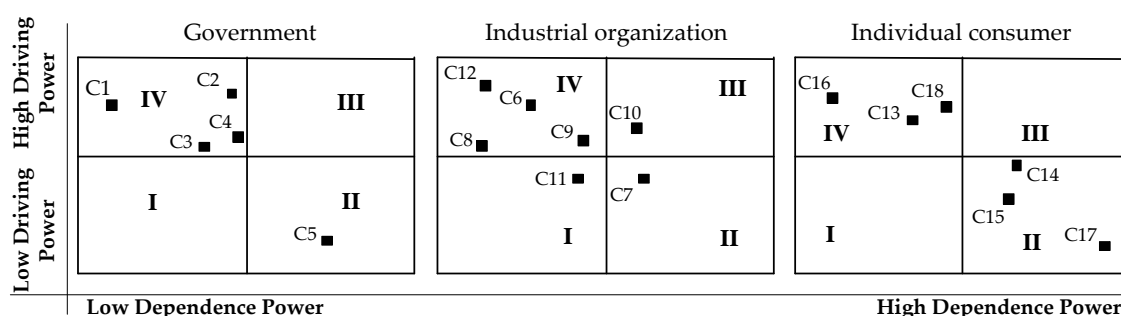 Government
Industrial organization
Individual consumer
High Driving
Power
Low Driving
Power
C1
IV
C2
III
C3
C4
I
II
C5
C12
IV
C6
III
C10
C8
C9
C11
C7
I
II
C16
C18
C13
IV
III
C14
C15
I
II
C17
Low Dependence Power
High Dependence Power